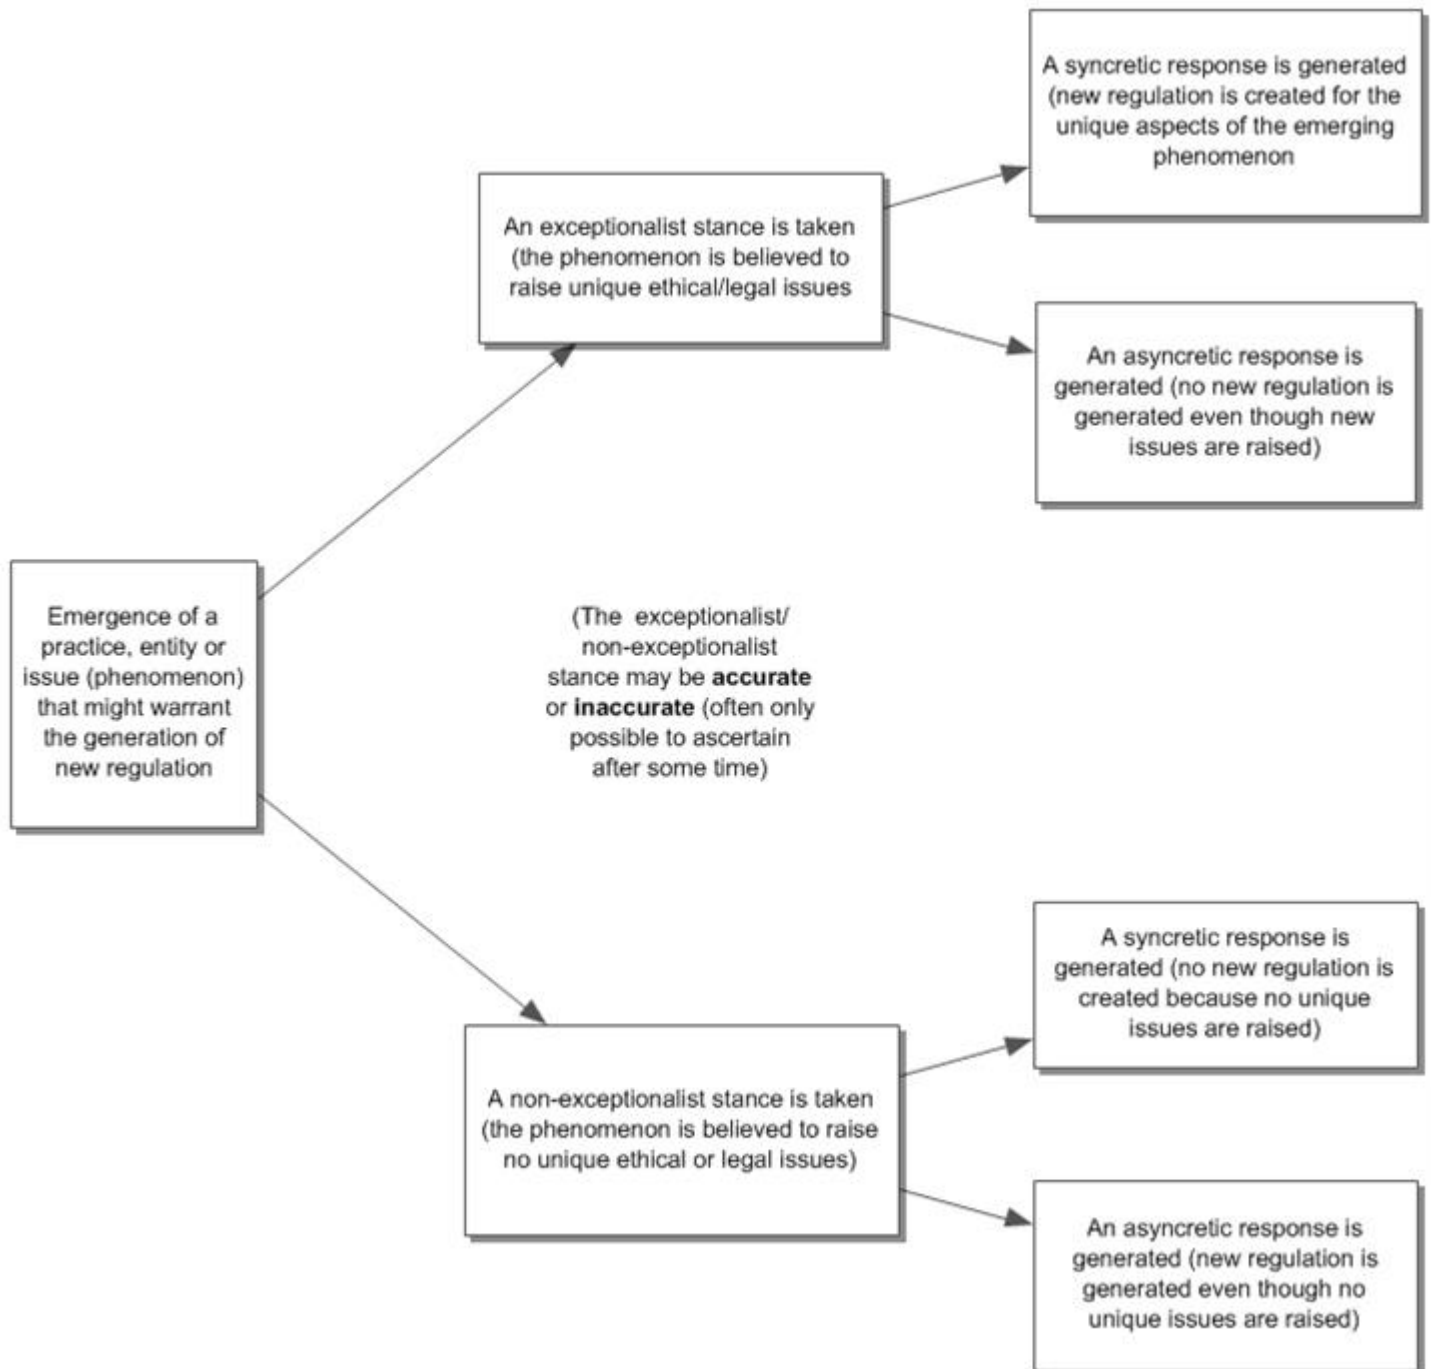 A syncretic response is generated
(new regulation is created for the
unique aspects of the emerging
phenomenon
An exceptionalist stance is taken
(the phenomenon is believed to
raise unique ethical/legal issues
An asyncretic response is
generated (no new regulation is
generated even though new
issues are raised)
Emergence of a
practice, entity or
issue (phenomenon)
that might warrant
the generation of
new regulation
(The exceptionalist/
non-exceptionalist
stance may be accurate
or inaccurate (often only
possible to ascertain
after some time)
A syncretic response is
generated (no new regulation is
created because no unique
issues are raised)
A non-exceptionalist stance is taken
(the phenomenon is believed to raise
no unique ethical or legal issues)
An asyncretic response is
generated (new regulation is
generated even though no
unique issues are raised)